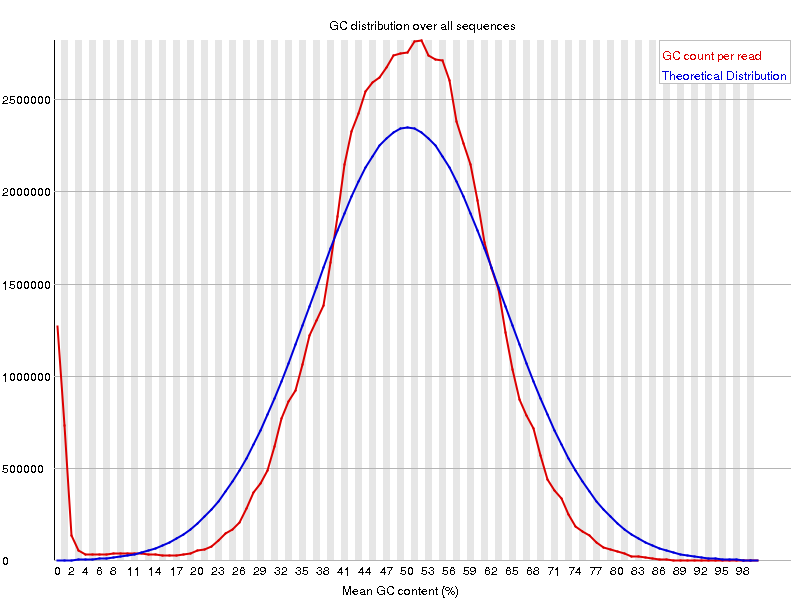 GC distribution over all sequences
GC count per read
Theoretical Distribution
2500000
2000000
1500000
1000000
500000
0
0 2 4 6 8 11 14 17 20 23 26 29 32 35 38 41 44 47 50 53 56 59 62 65 68 71 74 77 80 83 86 89 92 95 98
Mean GC content (%)